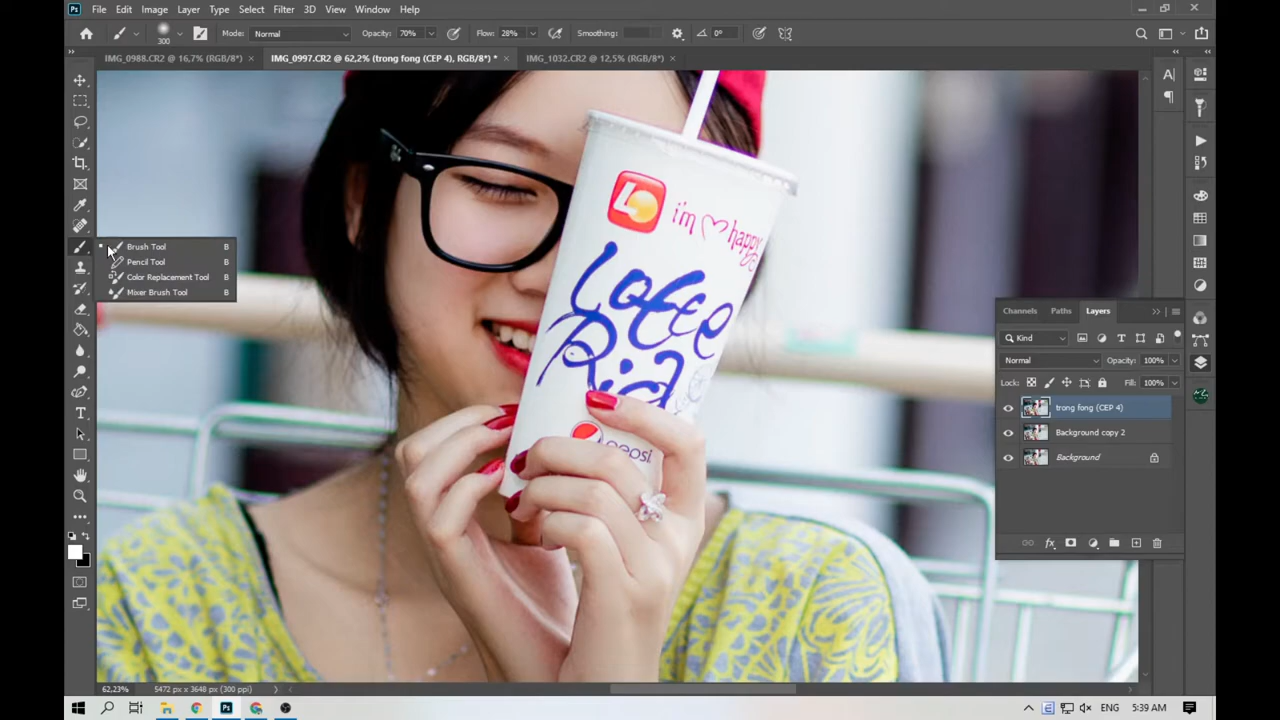 Ps File Edit Image Layer Type Select Filter 3D View Window Help
300 Mode: Normal Opacity: 70% Flow: 28% Smoothing: 0°
IMG_0988.CR2 @ 16,7% (RGB/8*) × IMG_0997.CR2 @ 62,2% (trong fong (CEP 4), RGB/8*) * × IMG_1032.CR2 @ 12,5% (RGB/8*) ×
LO
i'm happy
Brush Tool B
Pencil Tool B
Color Replacement Tool B
Mixer Brush Tool B
pepsi
Channels Paths Layers
Kind
Normal Opacity: 100%
Lock: Fill: 100%
trong fong (CEP 4)
Background copy 2
Background
62,23% 5472 px x 3648 px (300 ppi)
ENG 5:39 AM